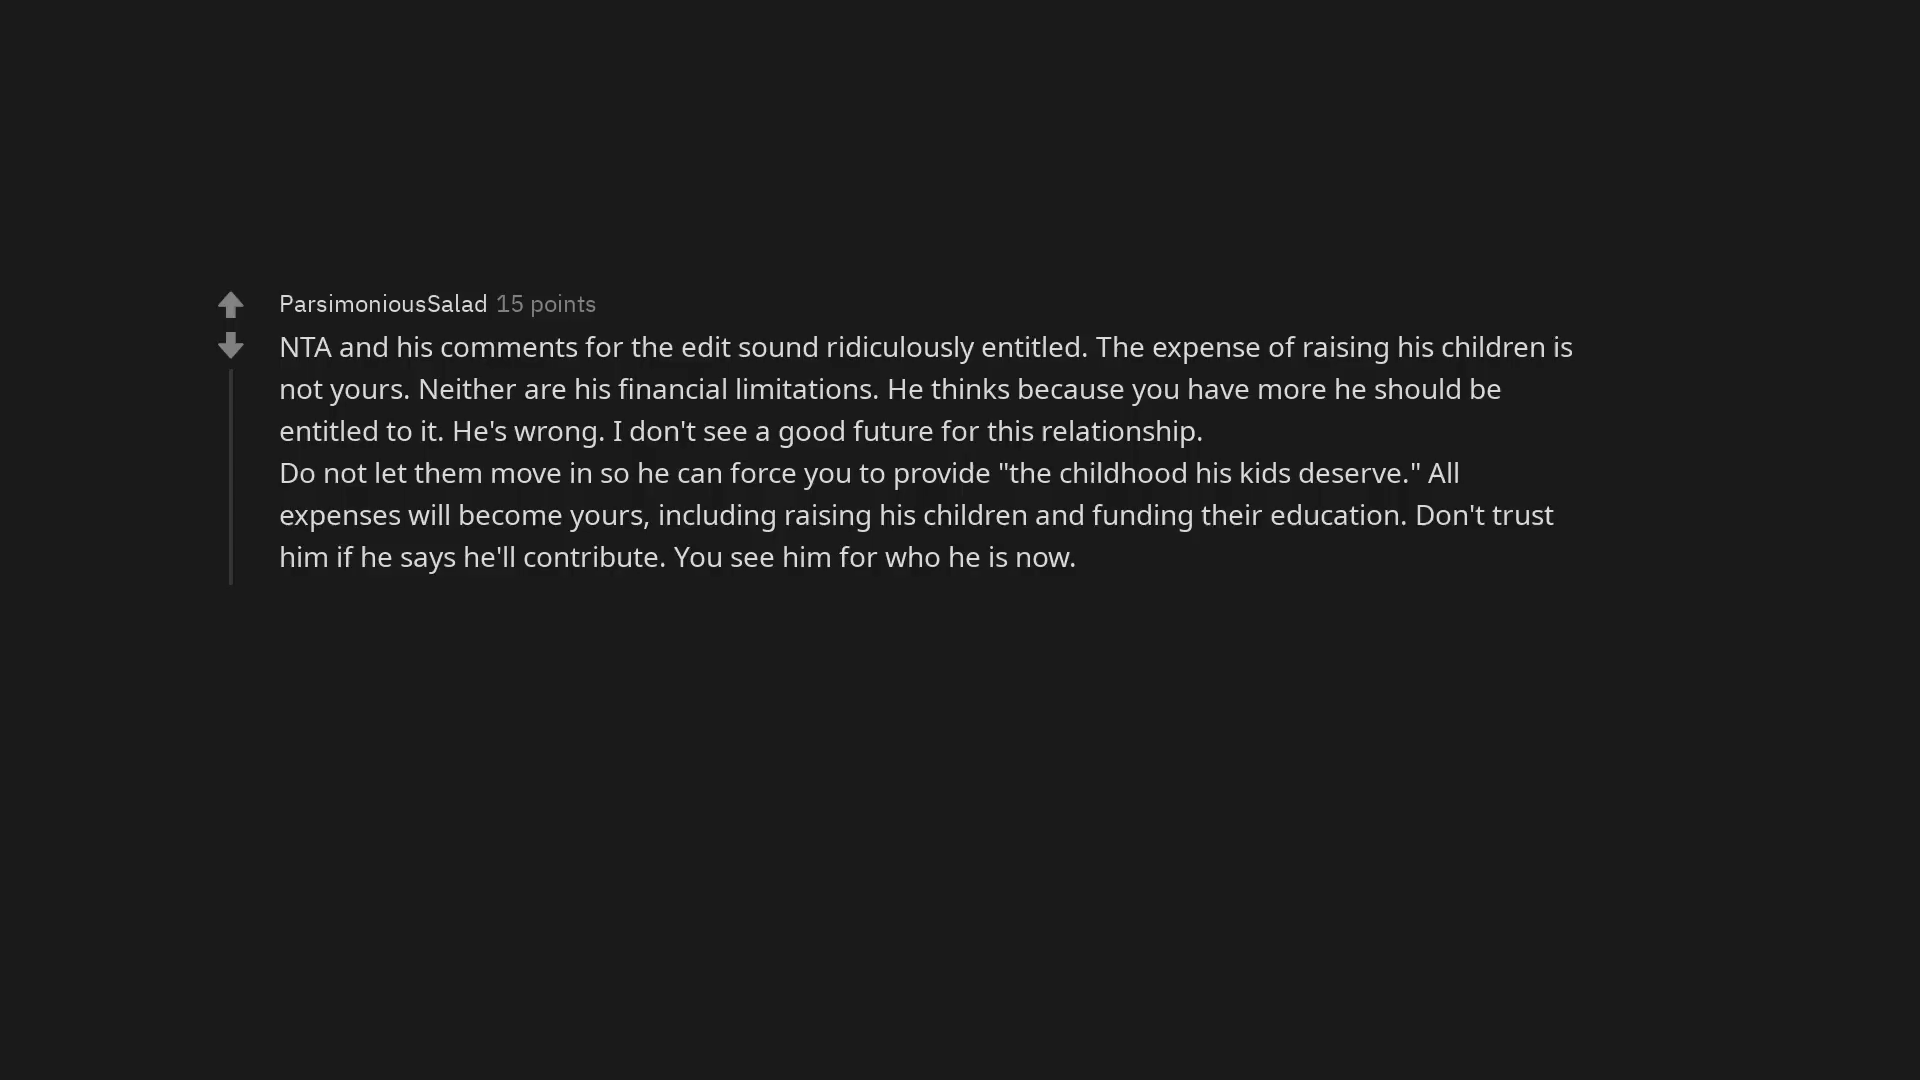 ParsimoniousSalad 15 points
NTA and his comments for the edit sound ridiculously entitled. The expense of raising his children is
not yours. Neither are his financial limitations. He thinks because you have more he should be
entitled to it. He's wrong. I don't see a good future for this relationship.
Do not let them move in so he can force you to provide "the childhood his kids deserve." All
expenses will become yours, including raising his children and funding their education. Don't trust
him if he says he'll contribute. You see him for who he is now.